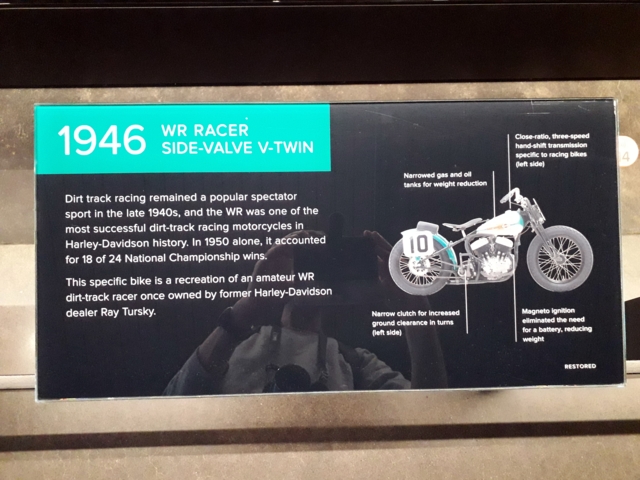 1946
WR RACER
SIDE-VALVE V-TWIN
Dirt track racing remained a popular spectator
sport in the late 1940s, and the WR was one of the
most successful dirt-track racing motorcycles in
Harley-Davidson history. In 1950 alone, it accounted
for 18 of 24 National Championship wins.
This specific bike is a recreation of an amateur WR
dirt-track racer once owned by former Harley-Davidson
dealer Ray Tursky.
Close-ratio, three-speed
hand-shift transmission
specific to racing bikes
(left side)
Narrowed gas and oil
tanks for weight reduction
10
Narrow clutch for increased
ground clearance in turns
(left side)
Magneto ignition
eliminated the need
for a battery, reducing
weight
RESTORED
4